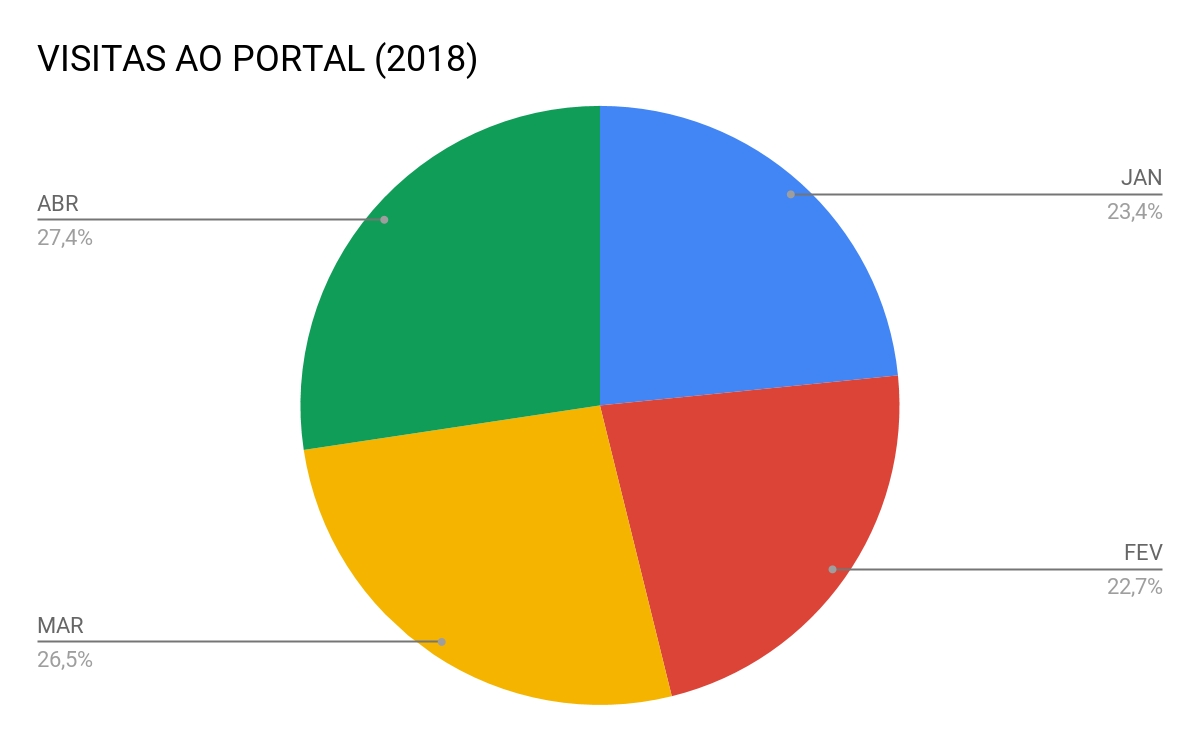 VISITAS AO PORTAL (2018)
JAN
23,4%
ABR
27,4%
FEV
22,7%
MAR
26,5%